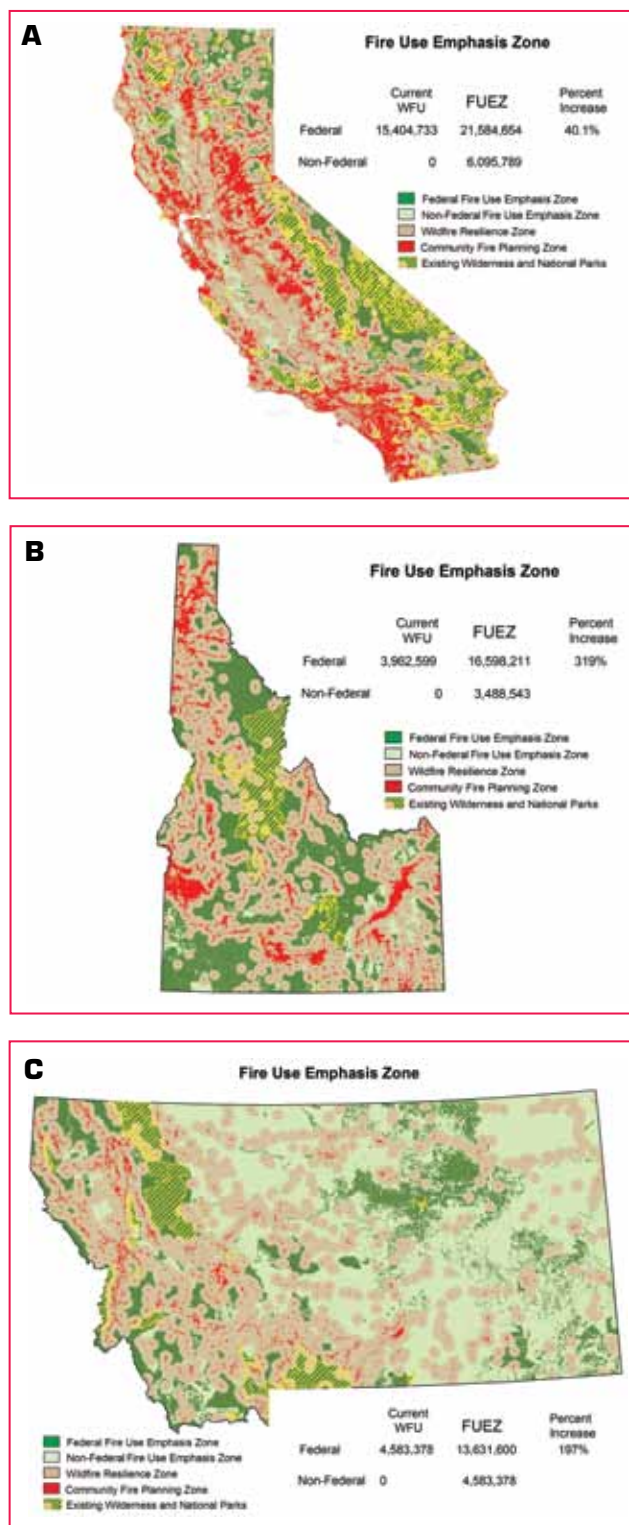 A
Fire Use Emphasis Zone
Current WFU FUEZ Percent Increase
Federal 15,404,733 21,584,654 40.1%
Non-Federal 0 6,095,789
Federal Fire Use Emphasis Zone
Non-Federal Fire Use Emphasis Zone
Wildfire Resilience Zone
Community Fire Planning Zone
Existing Wilderness and National Parks
B
Fire Use Emphasis Zone
Current WFU FUEZ Percent Increase
Federal 3,962,599 16,598,211 319%
Non-Federal 0 3,488,543
Federal Fire Use Emphasis Zone
Non-Federal Fire Use Emphasis Zone
Wildfire Resilience Zone
Community Fire Planning Zone
Existing Wilderness and National Parks
C
Fire Use Emphasis Zone
Federal Fire Use Emphasis Zone
Non-Federal Fire Use Emphasis Zone
Wildfire Resilience Zone
Community Fire Planning Zone
Existing Wilderness and National Parks
Current WFU FUEZ Percent Increase
Federal 4,583,378 13,631,600 197%
Non-Federal 0 4,583,378